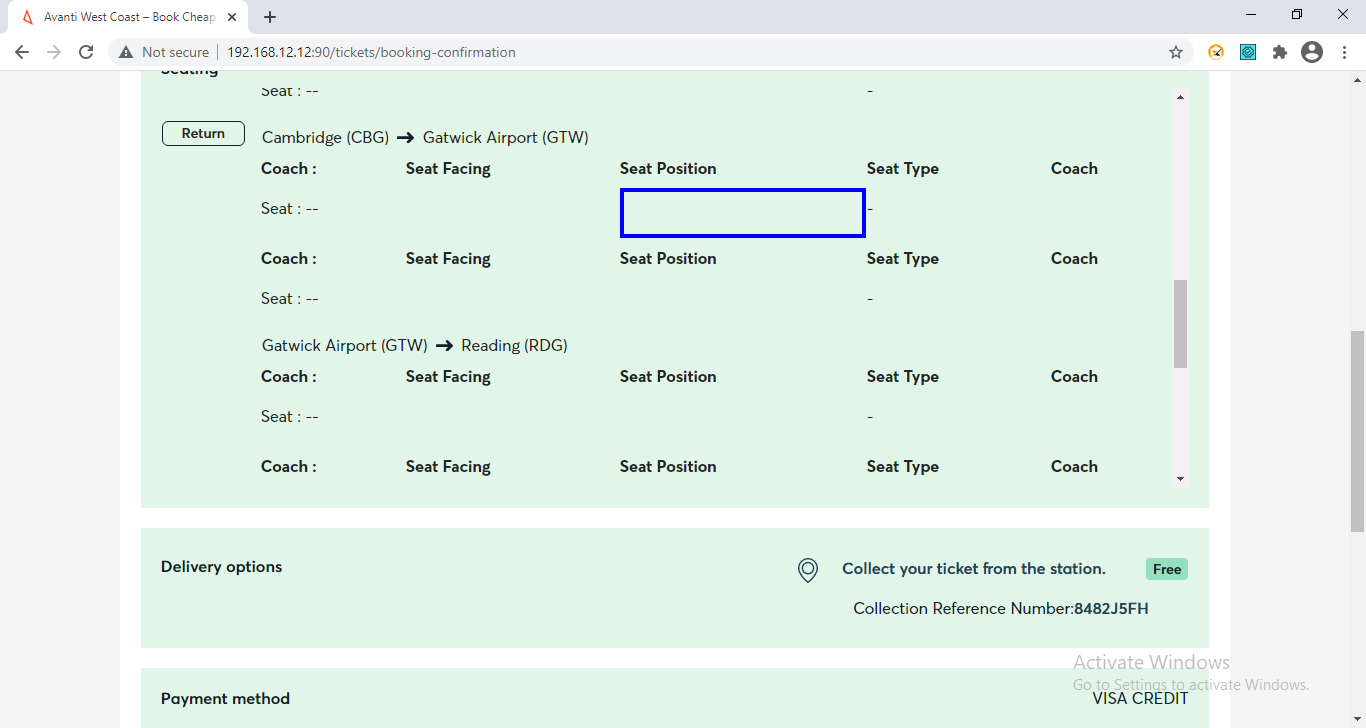 Avanti West Coast – Book Cheap
Not secure
192.168.12.12:90/tickets/booking-confirmation
Seating
Seat : -- -
Return Cambridge (CBG) ➔ Gatwick Airport (GTW)
Coach : Seat Facing Seat Position Seat Type Coach
Seat : -- -
Coach : Seat Facing Seat Position Seat Type Coach
Seat : -- -
Gatwick Airport (GTW) ➔ Reading (RDG)
Coach : Seat Facing Seat Position Seat Type Coach
Seat : -- -
Coach : Seat Facing Seat Position Seat Type Coach
Delivery options Collect your ticket from the station. Free
Collection Reference Number:8482J5FH
Activate Windows
Go to Settings to activate Windows.
Payment method VISA CREDIT